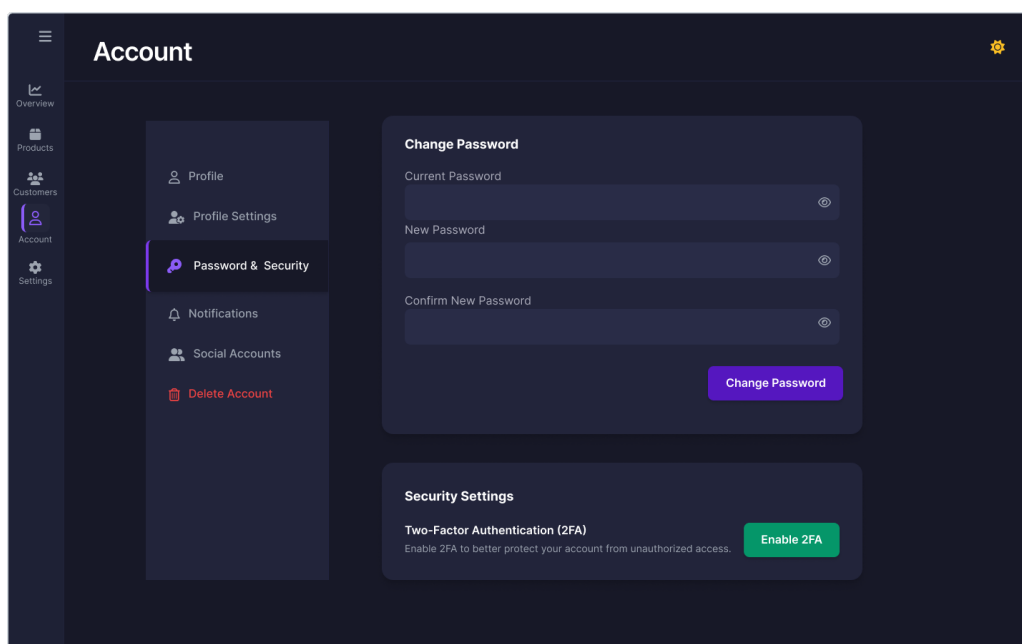 Account
Overview
Products
Customers
Account
Settings
Profile
Profile Settings
Password & Security
Notifications
Social Accounts
Delete Account
Change Password
Current Password
New Password
Confirm New Password
Change Password
Security Settings
Two-Factor Authentication (2FA)
Enable 2FA to better protect your account from unauthorized access.
Enable 2FA